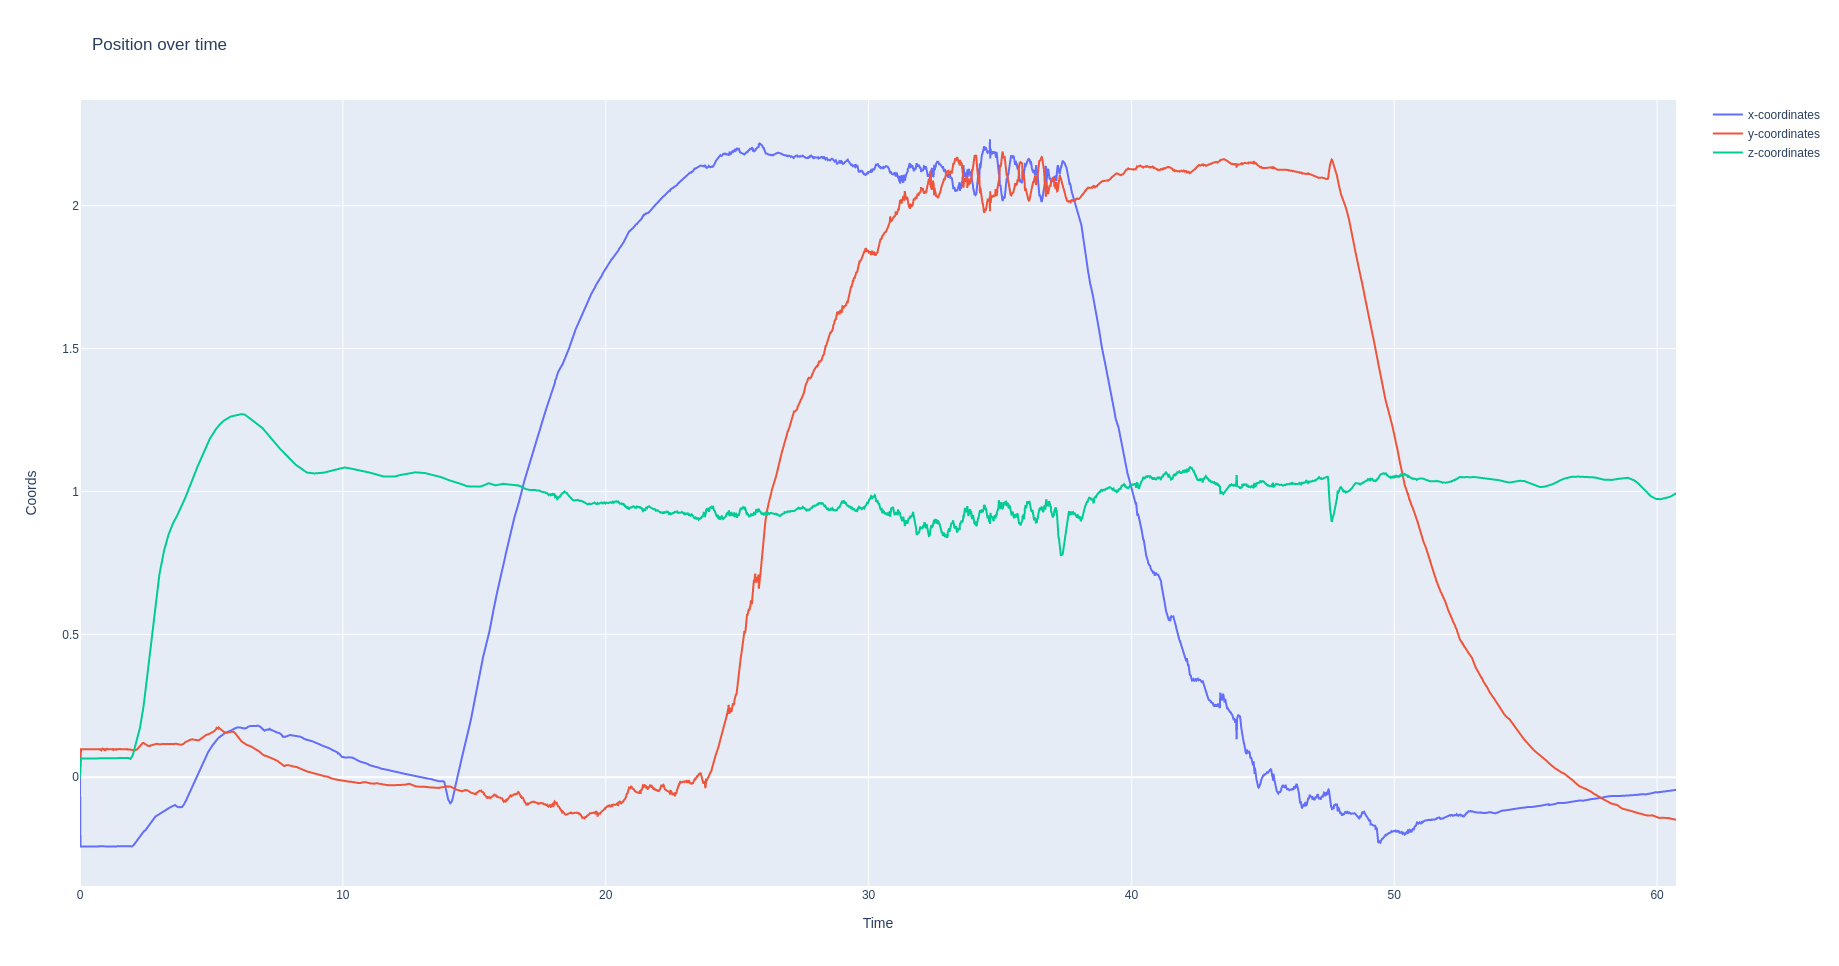 Position over time
x-coordinates
y-coordinates
z-coordinates
2
1.5
1
0.5
0
Coords
0 10 20 30 40 50 60
Time